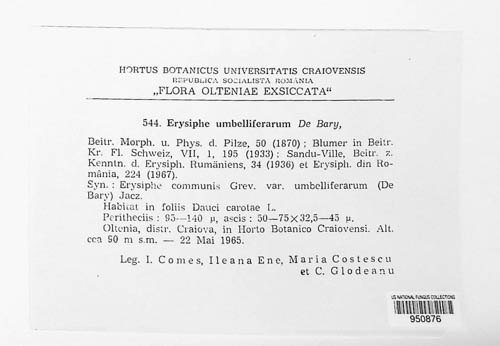 HORTUS BOTANICUS UNIVERSITATIS CRAIOVENSIS
REPUBLICA SOCIALISTA ROMÂNIA
„FLORA OLTENIAE EXSICCATA“
544. Erysiphe umbelliferarum De Bary,
Beitr. Morph. u. Phys. d. Pilze, 50 (1870) ; Blumer in Beitr.
Kr. Fl. Schweiz, VII, 1, 195 (1933) ; Sandu-Ville, Beitr. z.
Kenntn. d. Erysiph. Rumäniens, 34 (1936) et Erysiph. din Ro-
mânia, 224 (1967).
Syn. : Erysiphe communis Grev. var. umbelliferarum (De
Bary) Jacz.
Habitat in foliis Dauci carotae L.
Peritheciis : 95—140 µ, ascis : 50—75×32,5—45 µ.
Oltenia, distr. Craiova, in Horto Botanico Craiovensi. Alt.
cca 90 m s.m. — 22 Mai 1965.
Leg. I. Comes, Ileana Ene, Maria Costescu
et C. Glodeanu
US NATIONAL FUNGUS COLLECTIONS
950876